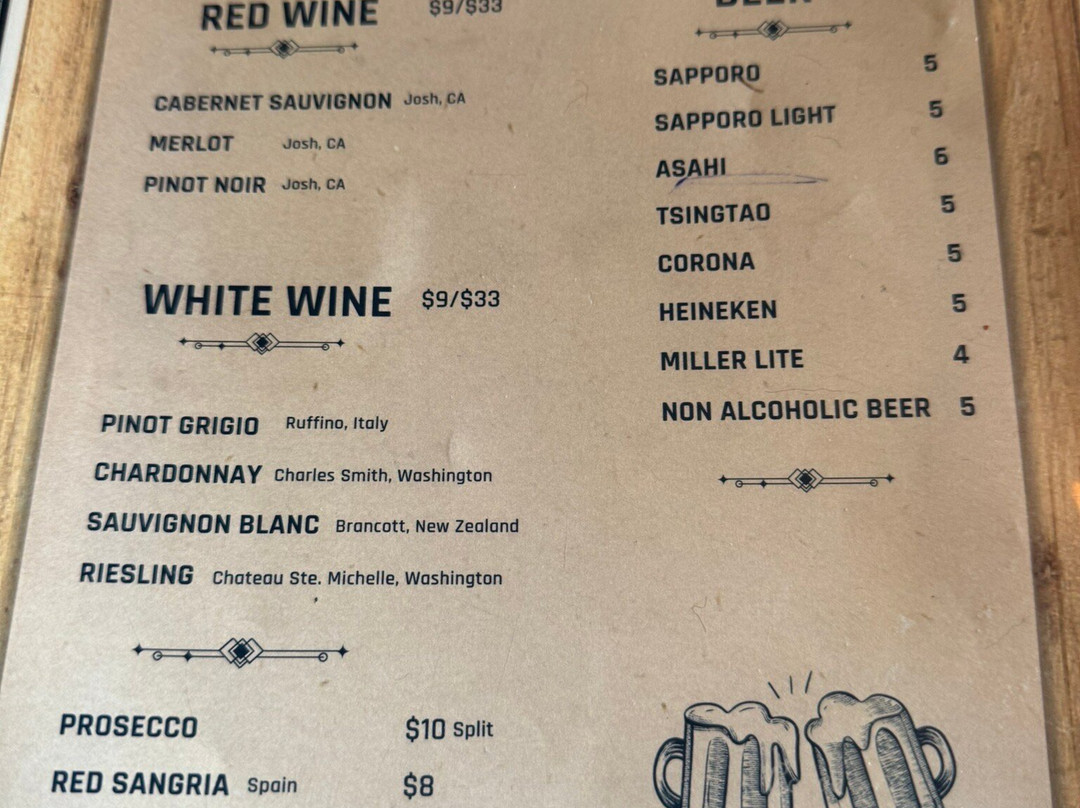 RED WINE $9/$33
CABERNET SAUVIGNON Josh, CA
MERLOT Josh, CA
PINOT NOIR Josh, CA
WHITE WINE $9/$33
PINOT GRIGIO Ruffino, Italy
CHARDONNAY Charles Smith, Washington
SAUVIGNON BLANC Brancott, New Zealand
RIESLING Chateau Ste. Michelle, Washington
PROSECCO $10 Split
RED SANGRIA Spain $8
BEER
SAPPORO 5
SAPPORO LIGHT 5
ASAHI 6
TSINGTAO 5
CORONA 5
HEINEKEN 5
MILLER LITE 4
NON ALCOHOLIC BEER 5